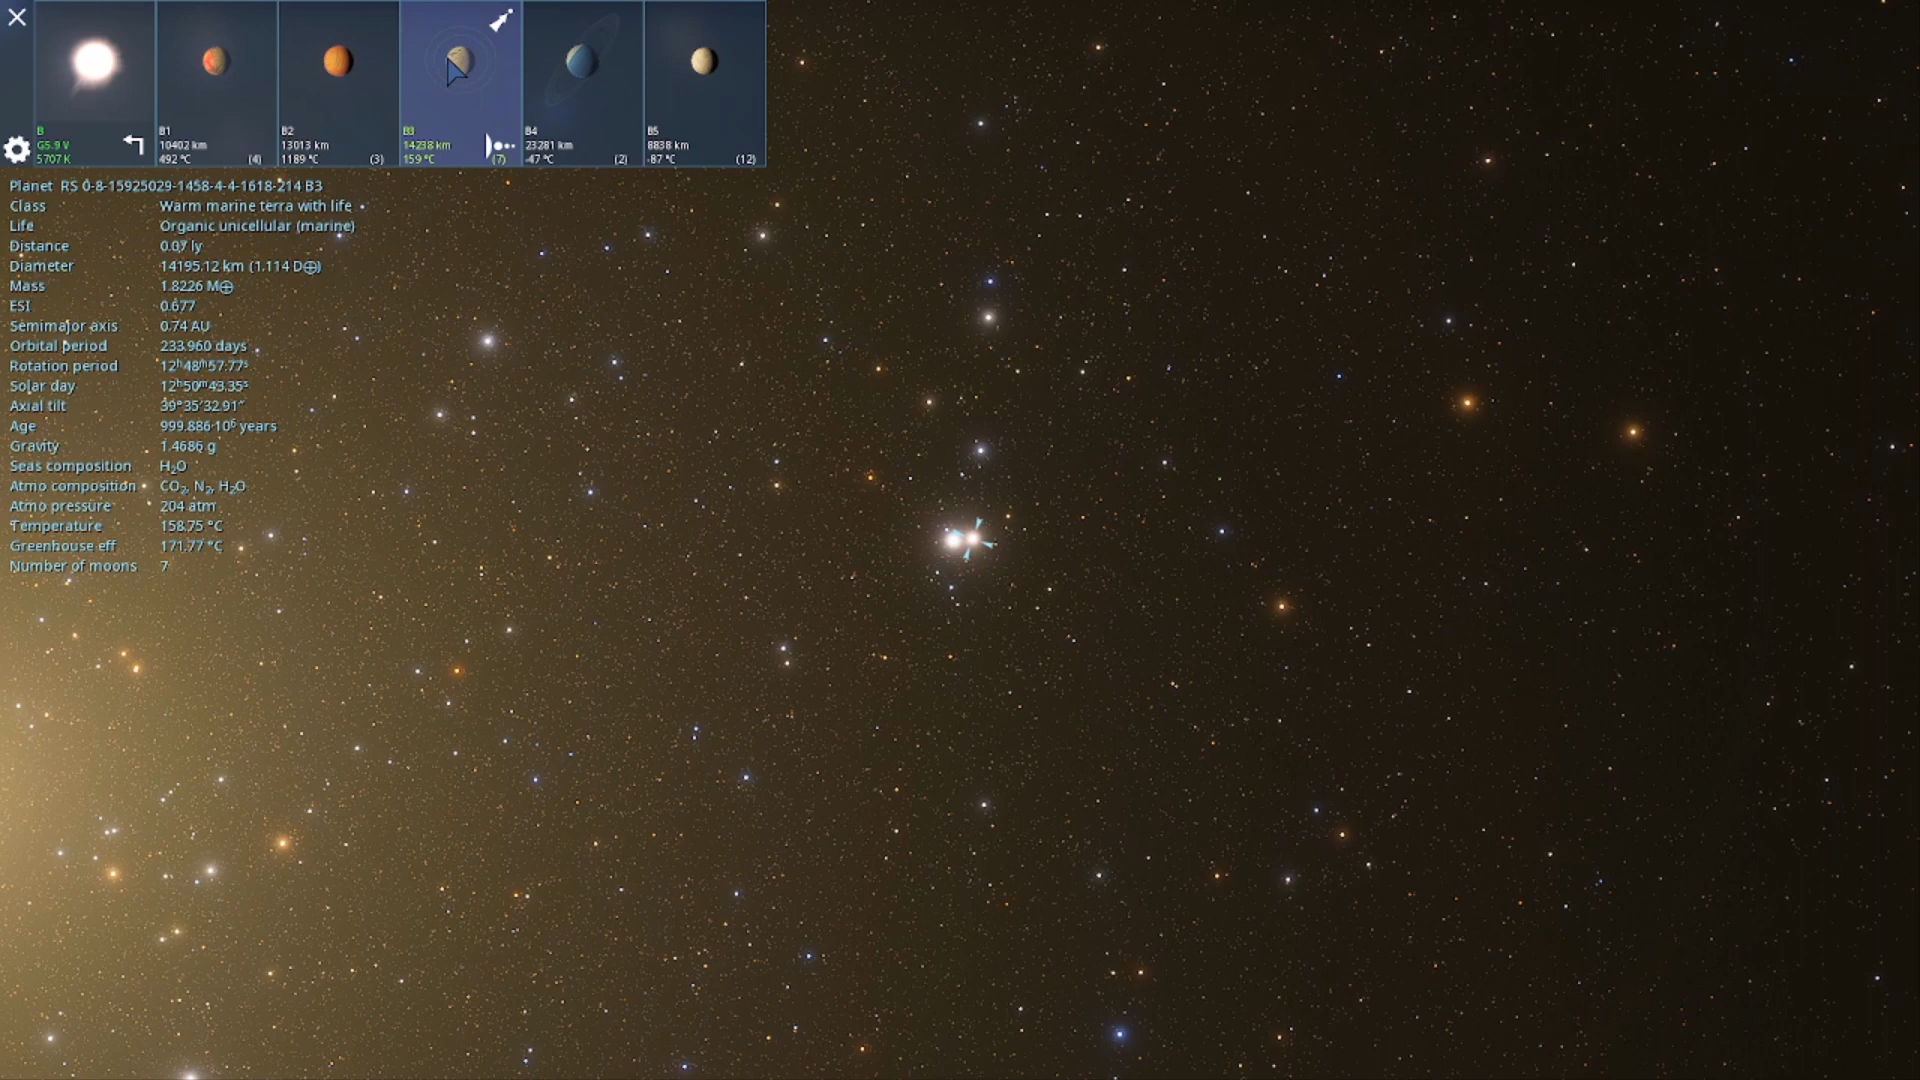 B
G5.9 V
5707 K
B1
10402 km
492 °C (4)
B2
13013 km
1189 °C (3)
B3
14238 km
159 °C (7)
B4
23281 km
-47 °C (2)
B5
8838 km
-87 °C (12)
Planet RS 0-8-15925029-1458-4-4-1618-214 B3
Class Warm marine terra with life
Life Organic unicellular (marine)
Distance 0.07 ly
Diameter 14195.12 km (1.114 D⊕)
Mass 1.8226 M⊕
ESI 0.677
Semimajor axis 0.74 AU
Orbital period 233.960 days
Rotation period 12ʰ48ᵐ57.77ˢ
Solar day 12ʰ50ᵐ43.35ˢ
Axial tilt 39°35′32.91″
Age 999.886·10⁶ years
Gravity 1.4686 g
Seas composition H₂O
Atmo composition CO₂, N₂, H₂O
Atmo pressure 204 atm
Temperature 158.75 °C
Greenhouse eff 171.77 °C
Number of moons 7